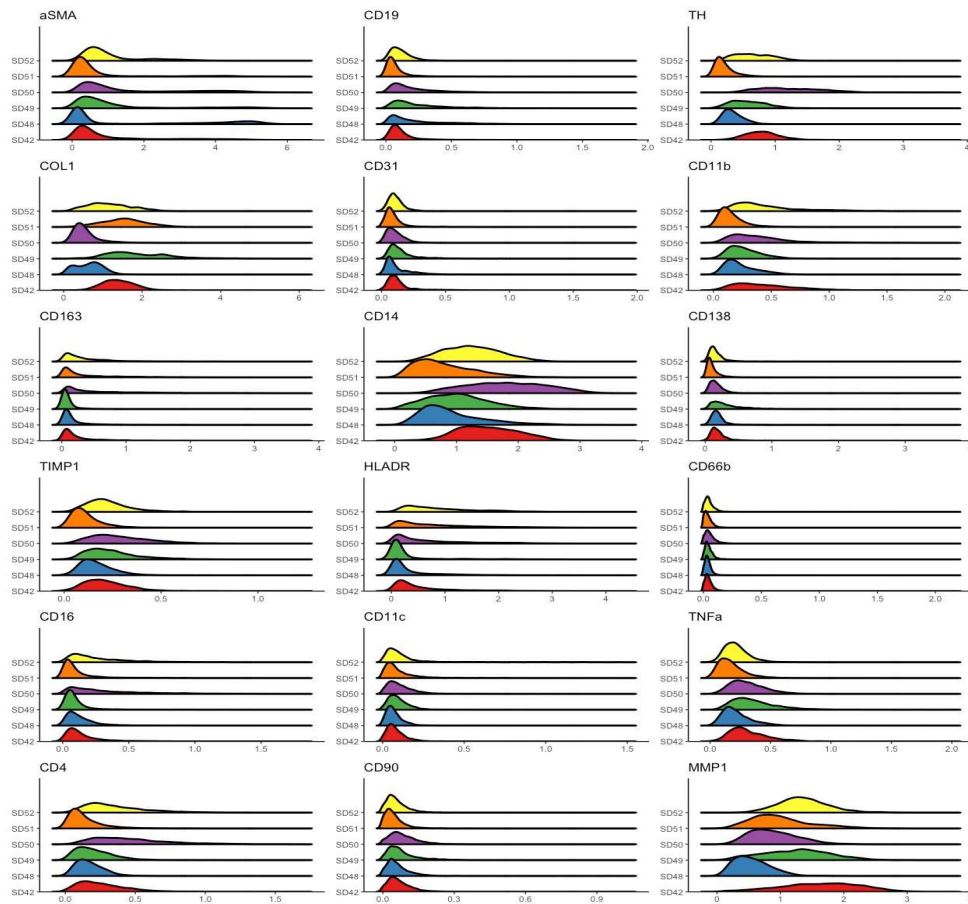 aSMA CD19 TH
SD52 SD52 SD52
SD51 SD51 SD51
SD50 SD50 SD50
SD49 SD49 SD49
SD48 SD48 SD48
SD42 SD42 SD42
0 2 4 6 0.0 0.5 1.0 1.5 2.0 0 1 2 3
COL1 CD31 CD11b
SD52 SD52 SD52
SD51 SD51 SD51
SD50 SD50 SD50
SD49 SD49 SD49
SD48 SD48 SD48
SD42 SD42 SD42
0 2 4 6 0.0 0.5 1.0 1.5 2.0 0.0 0.5 1.0 1.5 2.0
CD163 CD14 CD138
SD52 SD52 SD52
SD51 SD51 SD51
SD50 SD50 SD50
SD49 SD49 SD49
SD48 SD48 SD48
SD42 SD42 SD42
0 1 2 3 4 0 1 2 3 4 0 1 2 3
TIMP1 HLADR CD66b
SD52 SD52 SD52
SD51 SD51 SD51
SD50 SD50 SD50
SD49 SD49 SD49
SD48 SD48 SD48
SD42 SD42 SD42
0.0 0.5 1.0 0 1 2 3 4 0.0 0.5 1.0 1.5 2.0
CD16 CD11c TNFa
SD52 SD52 SD52
SD51 SD51 SD51
SD50 SD50 SD50
SD49 SD49 SD49
SD48 SD48 SD48
SD42 SD42 SD42
0.0 0.5 1.0 1.5 0.0 0.5 1.0 1.5 0.0 0.5 1.0 1.5 2.0
CD4 CD90 MMP1
SD52 SD52 SD52
SD51 SD51 SD51
SD50 SD50 SD50
SD49 SD49 SD49
SD48 SD48 SD48
SD42 SD42 SD42
0.0 0.5 1.0 1.5 0.0 0.3 0.6 0.9 0 1 2 3